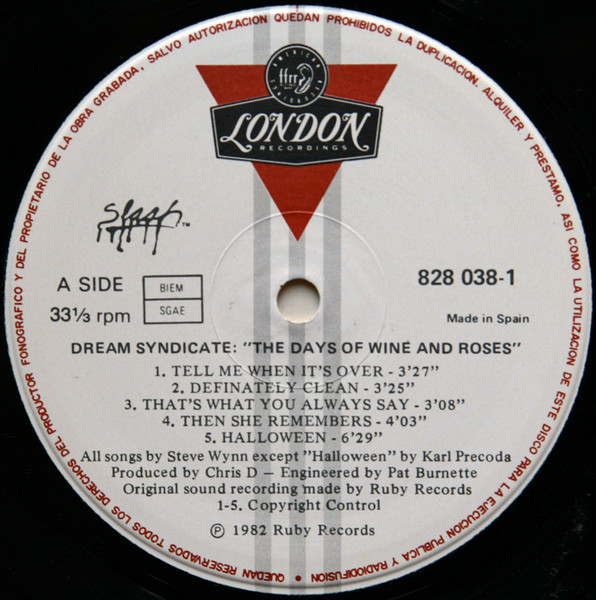 QUEDAN RESERVADOS TODOS LOS DERECHOS DEL PRODUCTOR FONOGRAFICO Y DEL PROPIETARIO DE LA OBRA GRABADA. SALVO AUTORIZACION QUEDAN PROHIBIDOS LA DUPLICACION, ALQUILER Y PRESTAMO, ASI COMO LA UTILIZACION DE ESTE DISCO PARA LA EJECUCION PUBLICA Y RADIODIFUSION •
AMERICAN
ffrr
LONDON
RECORDINGS
Slash ™
A SIDE
BIEM
828 038-1
33⅓ rpm
SGAE
Made in Spain
DREAM SYNDICATE: "THE DAYS OF WINE AND ROSES"
1. TELL ME WHEN IT'S OVER - 3'27"
2. DEFINATELY CLEAN - 3'25"
3. THAT'S WHAT YOU ALWAYS SAY - 3'08"
4. THEN SHE REMEMBERS - 4'03"
5. HALLOWEEN - 6'29"
All songs by Steve Wynn except "Halloween" by Karl Precoda
Produced by Chris D — Engineered by Pat Burnette
Original sound recording made by Ruby Records
1-5. Copyright Control
℗ 1982 Ruby Records